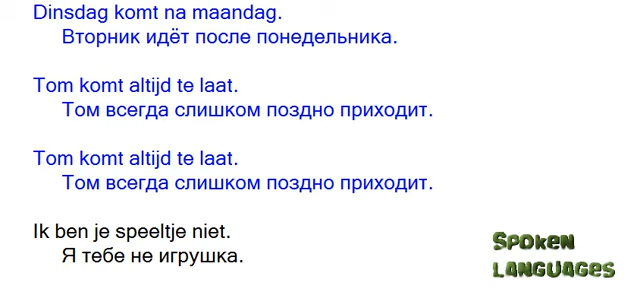 Dinsdag komt na maandag.
Вторник идёт после понедельника.
Tom komt altijd te laat.
Том всегда слишком поздно приходит.
Tom komt altijd te laat.
Том всегда слишком поздно приходит.
Ik ben je speeltje niet.
Я тебе не игрушка.
Spoken
Languages